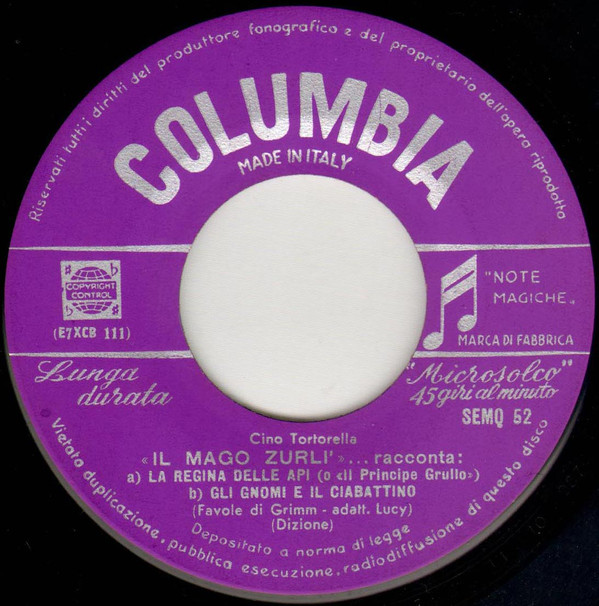 Riservati tutti i diritti del produttore fonografico e del proprietario dell'opera riprodotta
COLUMBIA
MADE IN ITALY
COPYRIGHT
CONTROL
(E7XCB 111)
"NOTE
MAGICHE„
MARCA DI FABBRICA
Lunga
durata
"Microsolco"
45 giri al minuto
SEMQ 52
Cino Tortorella
«IL MAGO ZURLI'»... racconta:
a) LA REGINA DELLE API (o «Il Principe Grullo»)
b) GLI GNOMI E IL CIABATTINO
(Favole di Grimm - adatt. Lucy)
(Dizione)
Depositato a norma di legge
Vietata duplicazione, pubblica esecuzione, radiodiffusione di questo disco